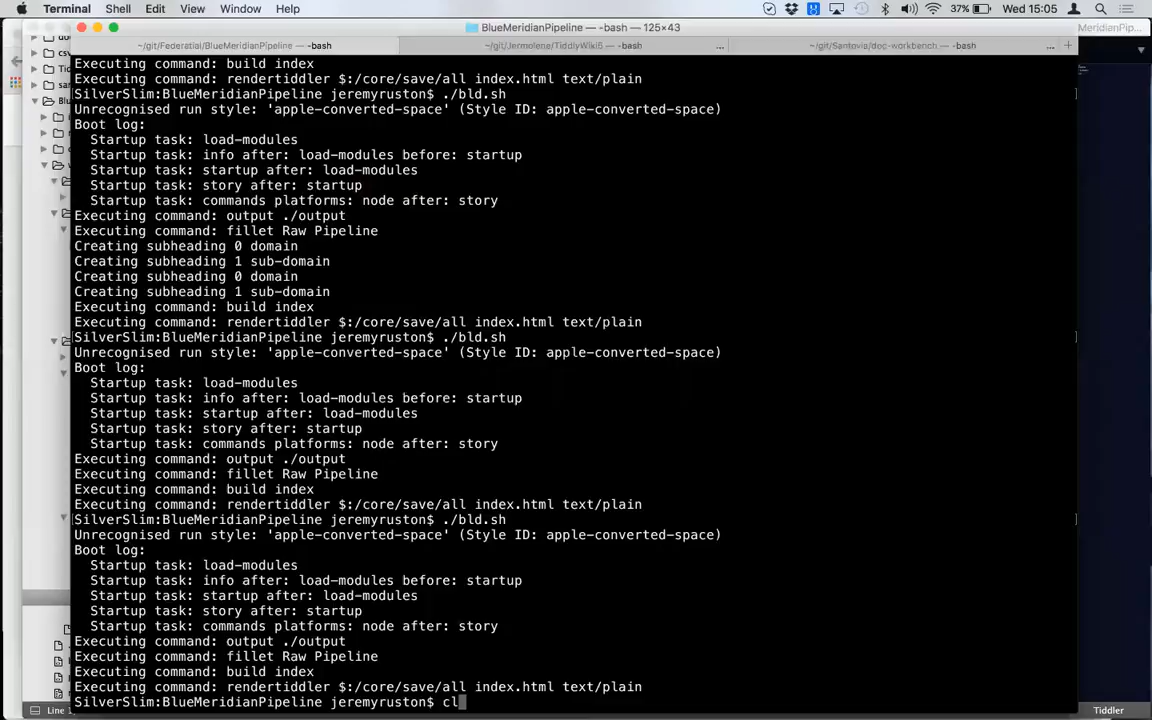 Terminal Shell Edit View Window Help 37% Wed 15:05
BlueMeridianPipeline — -bash — 125×43
MeridianPip...
~/git/Federatial/BlueMeridianPipeline — -bash
~/git/Jermolene/TiddlyWiki5 — -bash ...
~/git/Santovia/doc-workbench — -bash ... +
Executing command: build index
Executing command: rendertiddler $:/core/save/all index.html text/plain
SilverSlim:BlueMeridianPipeline jeremyruston$ ./bld.sh
Unrecognised run style: 'apple-converted-space' (Style ID: apple-converted-space)
Boot log:
  Startup task: load-modules
  Startup task: info after: load-modules before: startup
  Startup task: startup after: load-modules
  Startup task: story after: startup
  Startup task: commands platforms: node after: story
Executing command: output ./output
Executing command: fillet Raw Pipeline
Creating subheading 0 domain
Creating subheading 1 sub-domain
Creating subheading 0 domain
Creating subheading 1 sub-domain
Executing command: build index
Executing command: rendertiddler $:/core/save/all index.html text/plain
SilverSlim:BlueMeridianPipeline jeremyruston$ ./bld.sh
Unrecognised run style: 'apple-converted-space' (Style ID: apple-converted-space)
Boot log:
  Startup task: load-modules
  Startup task: info after: load-modules before: startup
  Startup task: startup after: load-modules
  Startup task: story after: startup
  Startup task: commands platforms: node after: story
Executing command: output ./output
Executing command: fillet Raw Pipeline
Executing command: build index
Executing command: rendertiddler $:/core/save/all index.html text/plain
SilverSlim:BlueMeridianPipeline jeremyruston$ ./bld.sh
Unrecognised run style: 'apple-converted-space' (Style ID: apple-converted-space)
Boot log:
  Startup task: load-modules
  Startup task: info after: load-modules before: startup
  Startup task: startup after: load-modules
  Startup task: story after: startup
  Startup task: commands platforms: node after: story
Executing command: output ./output
Executing command: fillet Raw Pipeline
Executing command: build index
Executing command: rendertiddler $:/core/save/all index.html text/plain
SilverSlim:BlueMeridianPipeline jeremyruston$ cl
Line
Tiddler